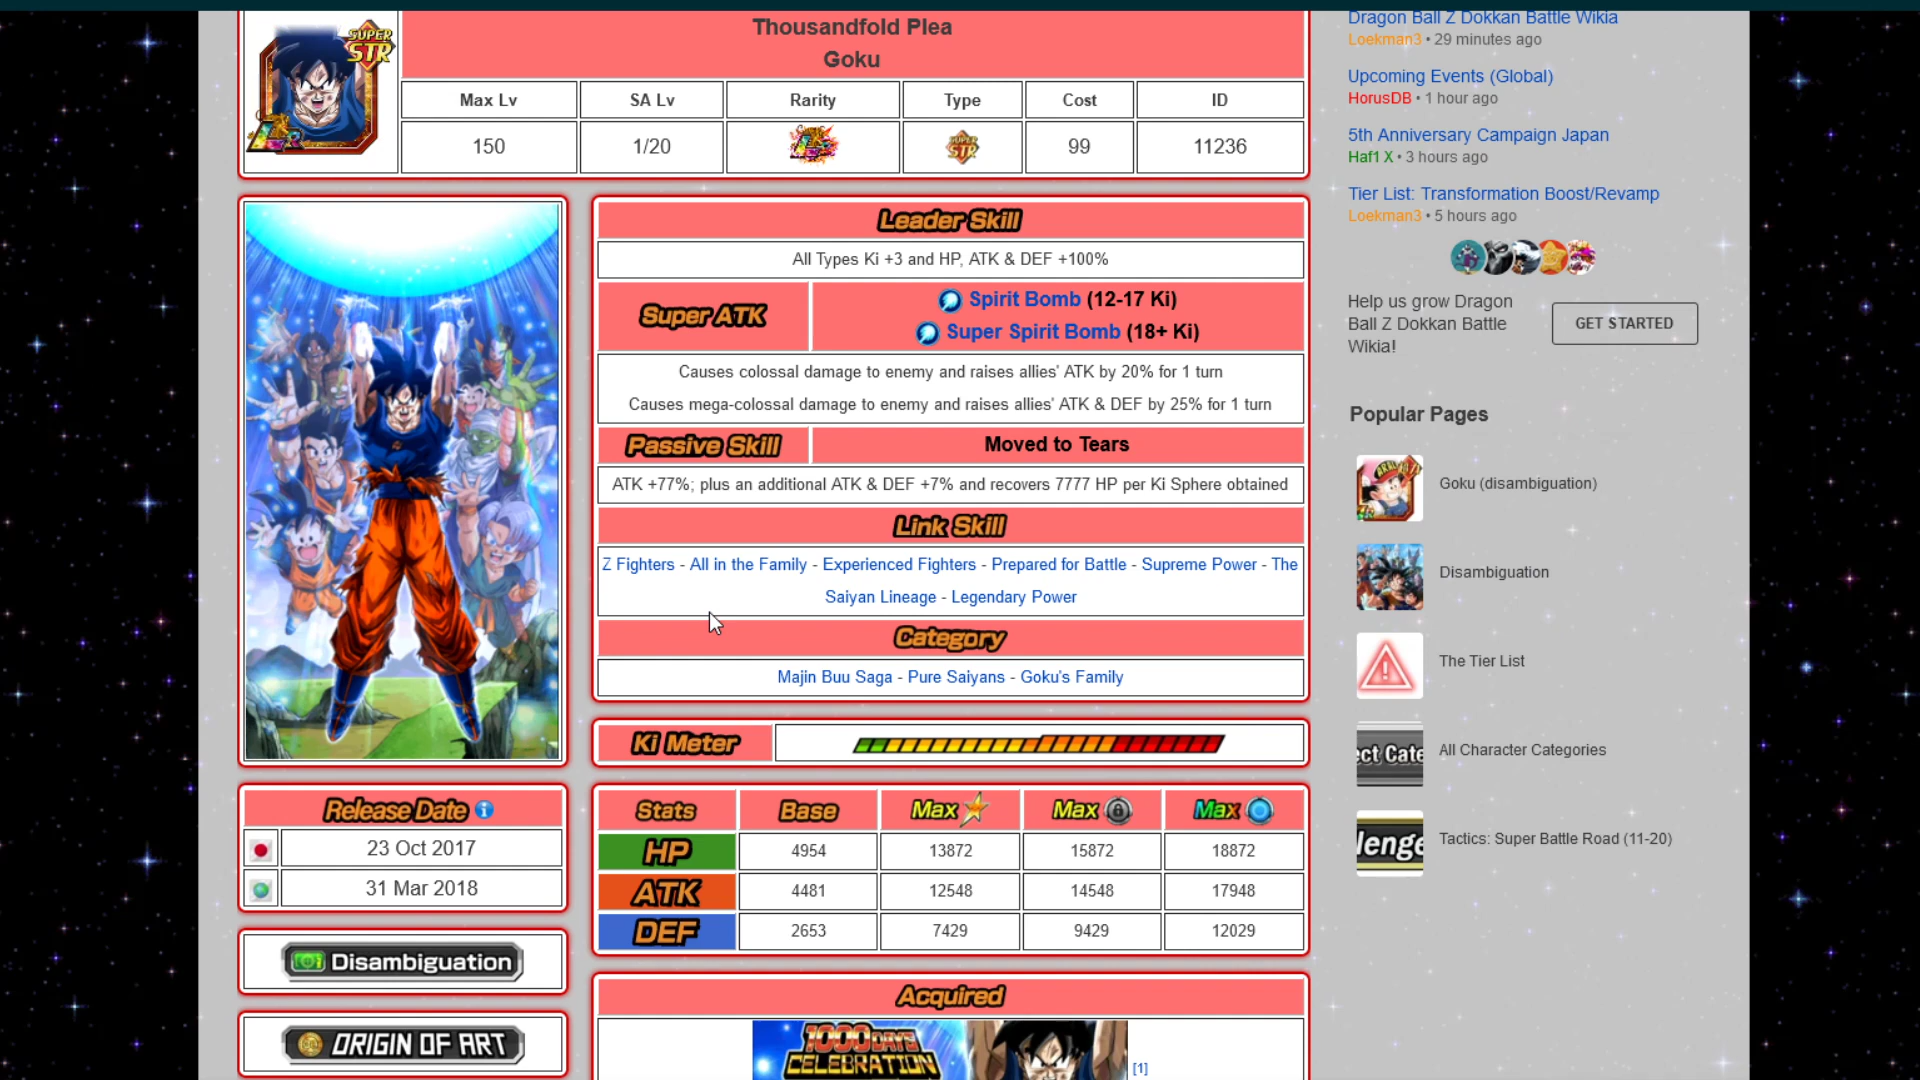 Thousandfold Plea
Goku
SUPER STR
LR
Max Lv
SA Lv
Rarity
Type
Cost
ID
150
1/20
LR
SUPER STR
99
11236
Leader Skill
All Types Ki +3 and HP, ATK & DEF +100%
Super ATK
Spirit Bomb (12-17 Ki)
Super Spirit Bomb (18+ Ki)
Causes colossal damage to enemy and raises allies' ATK by 20% for 1 turn
Causes mega-colossal damage to enemy and raises allies' ATK & DEF by 25% for 1 turn
Passive Skill
Moved to Tears
ATK +77%; plus an additional ATK & DEF +7% and recovers 7777 HP per Ki Sphere obtained
Link Skill
Z Fighters - All in the Family - Experienced Fighters - Prepared for Battle - Supreme Power - The
Saiyan Lineage - Legendary Power
Category
Majin Buu Saga - Pure Saiyans - Goku's Family
Ki Meter
Release Date
23 Oct 2017
31 Mar 2018
Disambiguation
ORIGIN OF ART
Stats
Base
Max
Max
Max
HP
4954
13872
15872
18872
ATK
4481
12548
14548
17948
DEF
2653
7429
9429
12029
Acquired
1000 DAYS
CELEBRATION
[1]
Dragon Ball Z Dokkan Battle Wikia
Loekman3 • 29 minutes ago
Upcoming Events (Global)
HorusDB • 1 hour ago
5th Anniversary Campaign Japan
Haf1 X • 3 hours ago
Tier List: Transformation Boost/Revamp
Loekman3 • 5 hours ago
Help us grow Dragon
Ball Z Dokkan Battle
Wikia!
GET STARTED
Popular Pages
Goku (disambiguation)
Disambiguation
The Tier List
ect Cate
All Character Categories
lenge
Tactics: Super Battle Road (11-20)